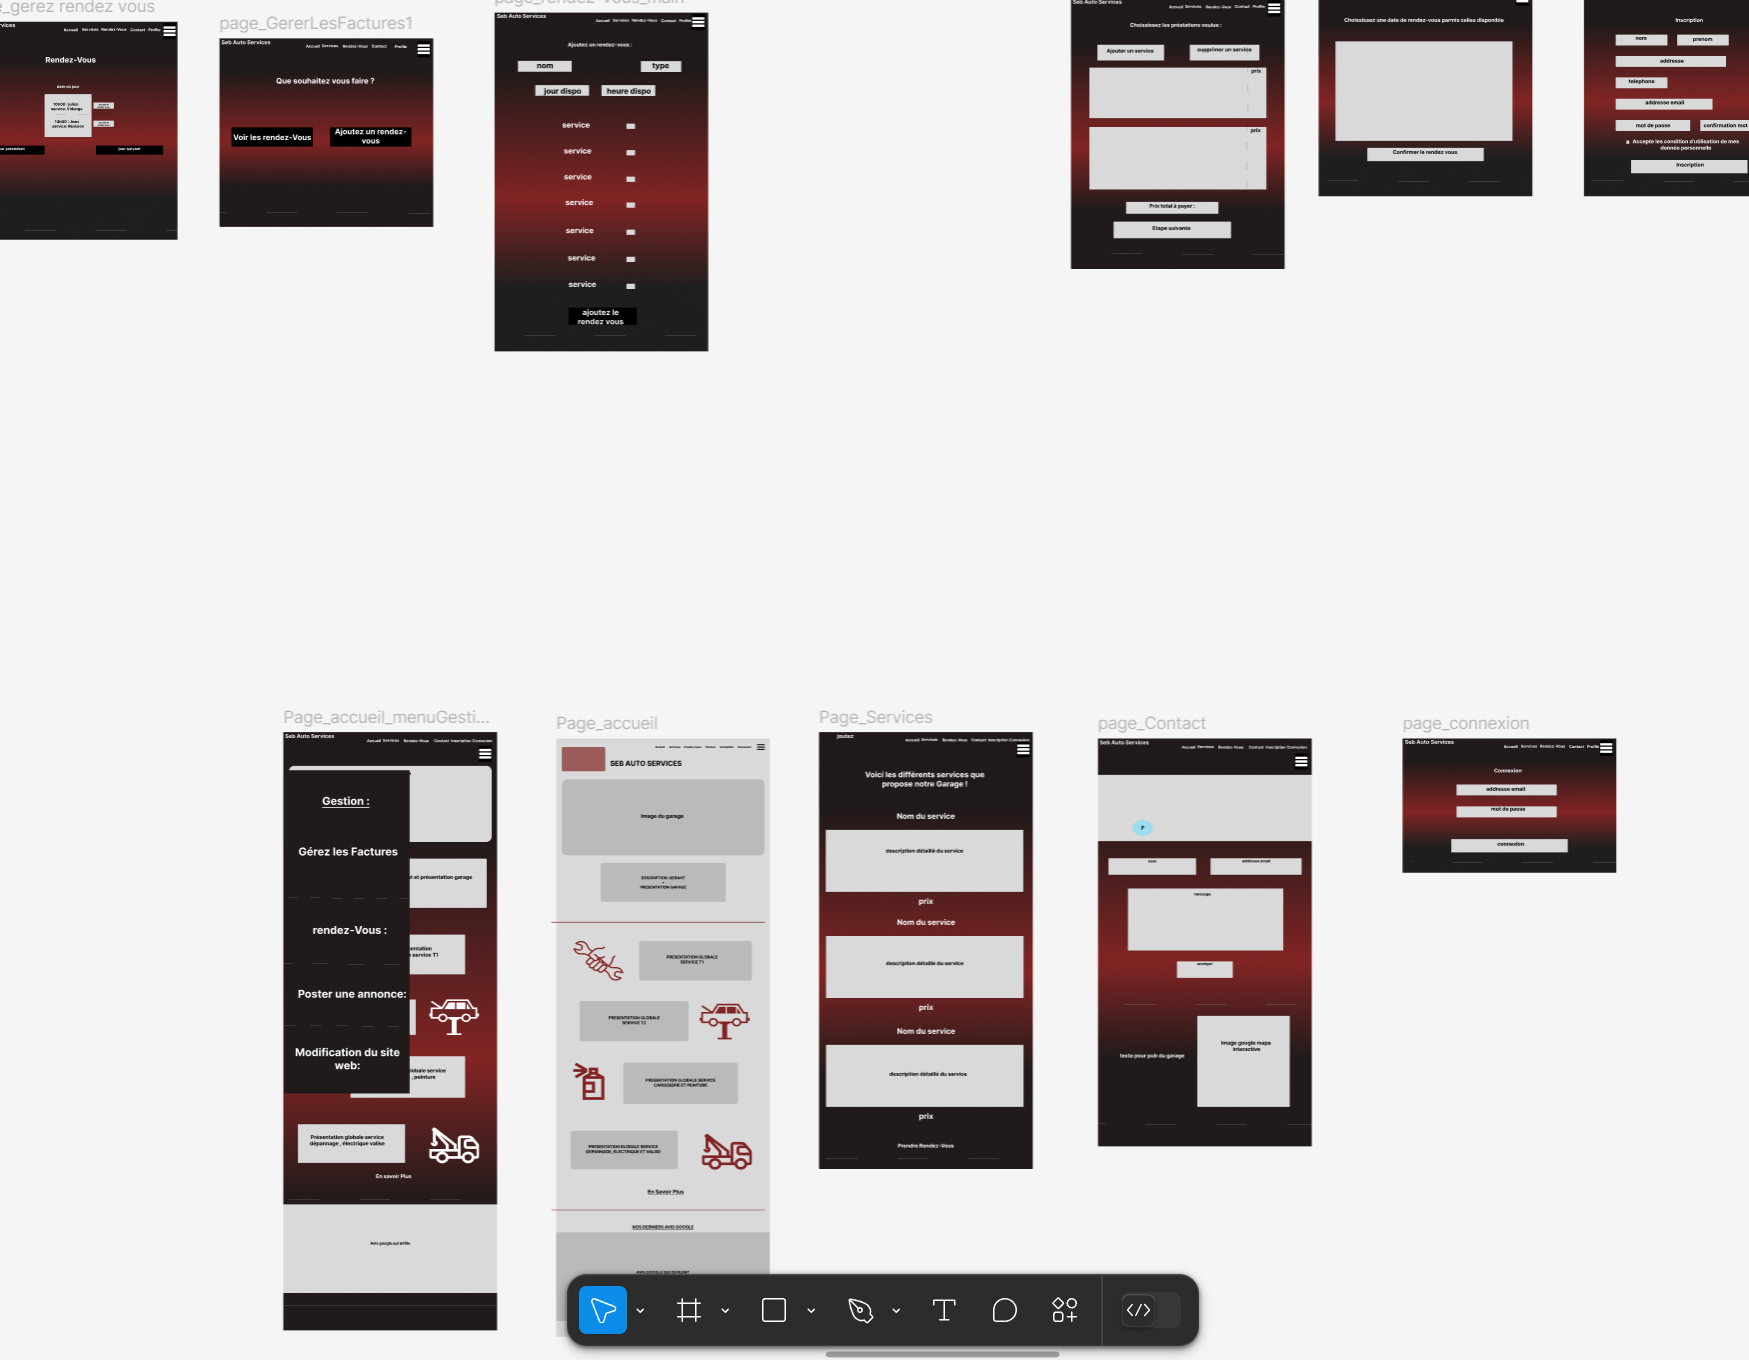 _gerez rendez vous
page_GererLesFactures1
rvices
Accueil Services Rendez-Vous Contact Profile
Rendez-Vous
date du jour
10h00 : julien
service: Vidange
14h00 : Jean
service: Révision
jour suivant
Seb Auto Services
Accueil Services Rendez-Vous Contact Profile
Que souhaitez vous faire ?
Voir les rendez-Vous
Ajoutez un rendez-
vous
Seb Auto Services
Accueil Services Rendez-Vous Contact Profile
Ajoutez un rendez-vous :
nom
type
jour dispo
heure dispo
service
service
service
service
service
service
service
ajoutez le
rendez vous
Seb Auto Services
Accueil Services Rendez-Vous Contact Profile
Choississez les préstations voulue :
Ajouter un service
supprimer un service
prix
prix
Prix total à payer :
Etape suivante
Choississez une date de rendez-vous parmis celles disponible
Confirmer le rendez vous
Inscription
nom
prenom
addresse
telephone
addresse email
mot de passe
confirmation mot
Accepte les condition d'utilisation de mes
donnée personnelle
Inscription
Page_accueil_menuGesti...
Seb Auto Services
Accueil Services Rendez-Vous Contact Inscription Connexion
Gestion :
Gérez les Factures
t et présentation garage
rendez-Vous :
sentation
service T1
Poster une annonce:
Modification du site
web:
globale service
, peinture
Présentation globale service
dépannage , électrique valise
En savoir Plus
Avis google qui défile
Page_accueil
SEB AUTO SERVICES
Image du garage
DESCRIPTION GERANT
+
PRESENTATION GARAGE
PRESENTATION GLOBALE
SERVICE T1
PRESENTATION GLOBALE
SERVICE T2
PRESENTATION GLOBALE SERVICE
CAROSSERIE ET PEINTURE
PRESENTATION GLOBALE SERVICE
DEPANNAGE, ELECTRIQUE ET VALISE
En Savoir Plus
NOS DERNIERS AVIS GOOGLE
Page_Services
joutez
Accueil Services Rendez-Vous Contact Inscription Connexion
Voici les différents services que
propose notre Garage !
Nom du service
description détaillé du service
prix
Nom du service
description détaillé du service
prix
Nom du service
description détaillé du service
prix
Prendre Rendez-Vous
page_Contact
Seb Auto Services
Accueil Services Rendez-Vous Contact Inscription Connexion
F
nom
addresse email
message
envoyer
texte pour pub du garage
Image google maps
interactive
page_connexion
Seb Auto Services
Accueil Services Rendez-Vous Contact Profile
Connexion
addresse email
mot de passe
connexion